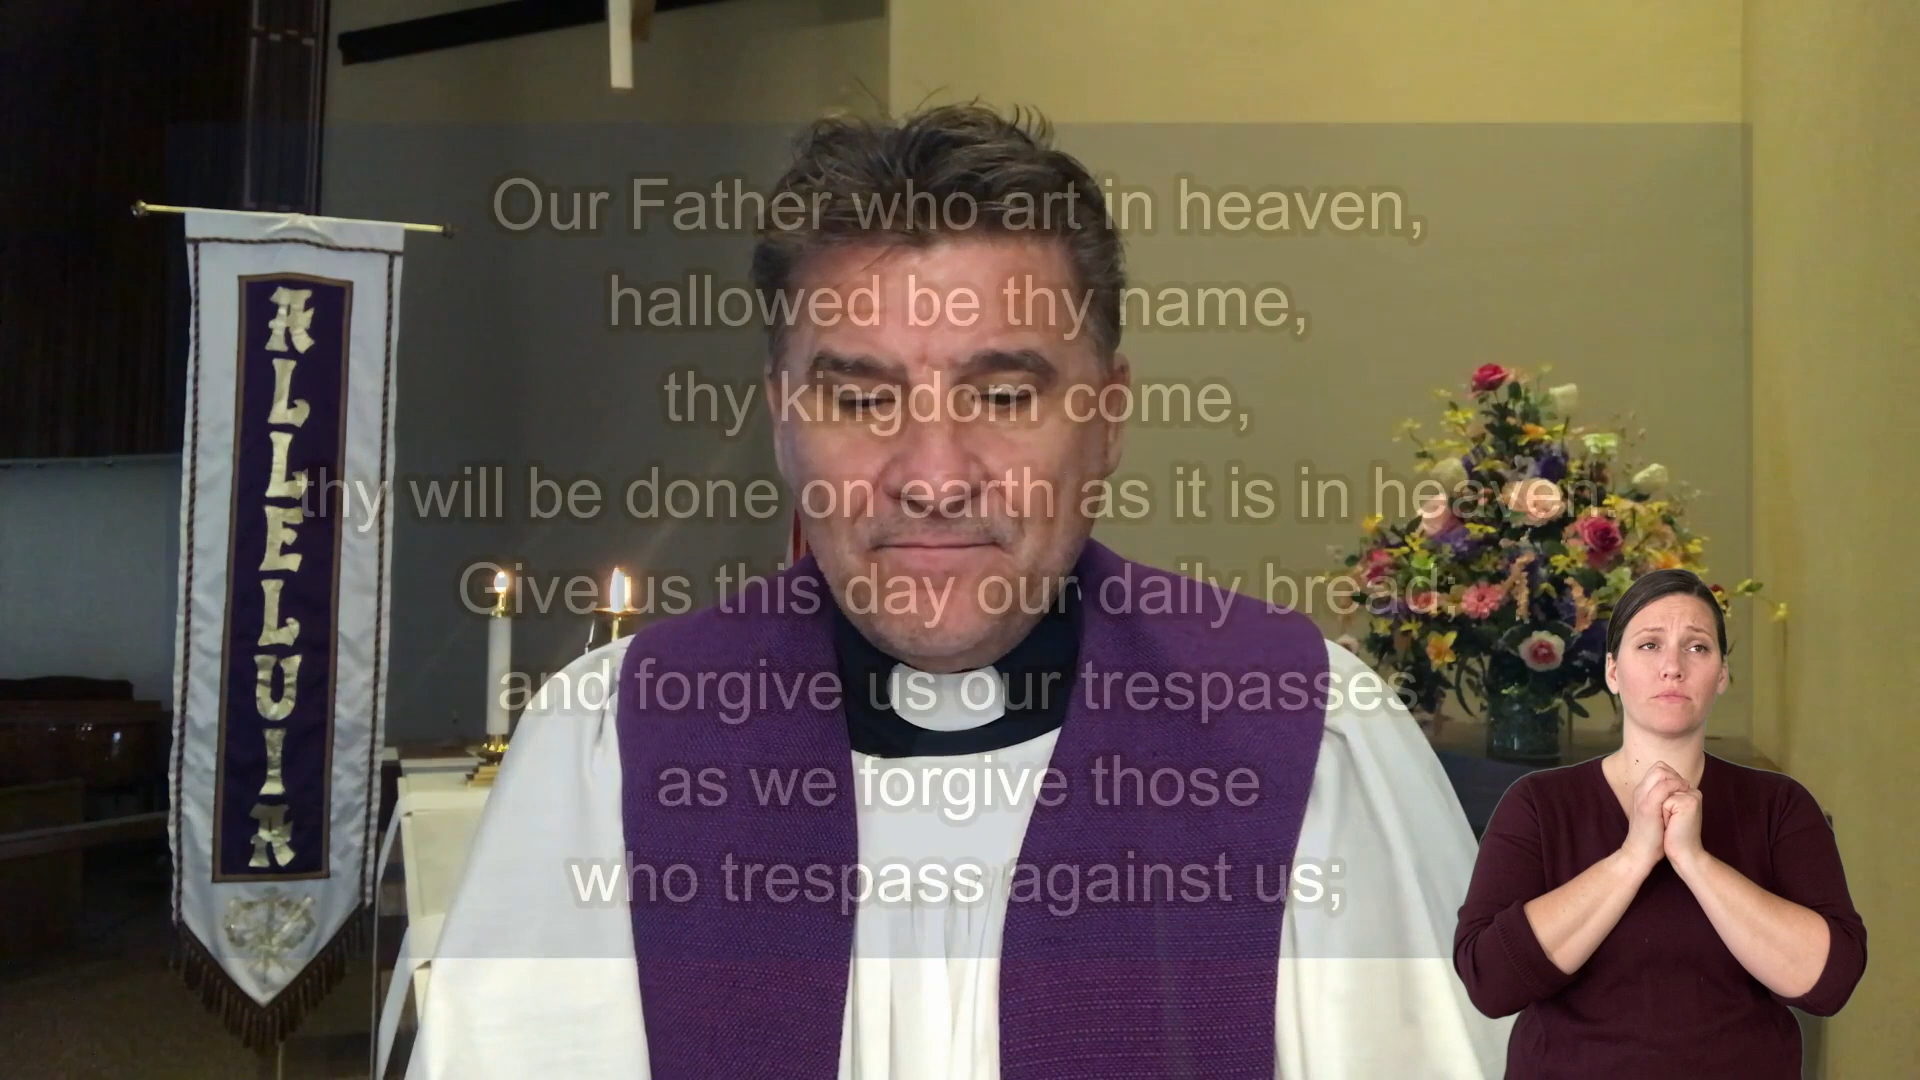 Our Father who art in heaven,
hallowed be thy name,
thy kingdom come,
thy will be done on earth as it is in heaven.
Give us this day our daily bread;
and forgive us our trespasses
as we forgive those
who trespass against us;
ALLELUIA